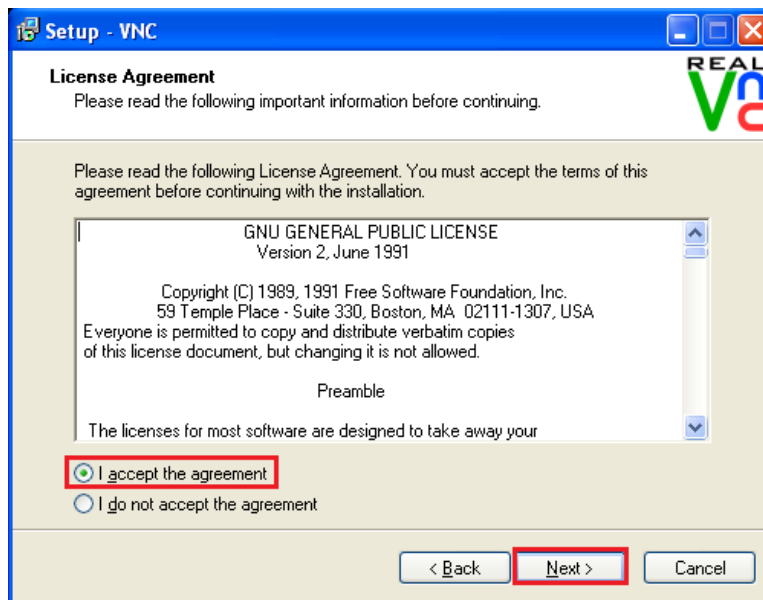 Setup - VNC
License Agreement
Please read the following important information before continuing.
REAL
Vnc
Please read the following License Agreement. You must accept the terms of this
agreement before continuing with the installation.
GNU GENERAL PUBLIC LICENSE
Version 2, June 1991
Copyright (C) 1989, 1991 Free Software Foundation, Inc.
59 Temple Place - Suite 330, Boston, MA 02111-1307, USA
Everyone is permitted to copy and distribute verbatim copies
of this license document, but changing it is not allowed.
Preamble
The licenses for most software are designed to take away your
I accept the agreement
I do not accept the agreement
< Back
Next >
Cancel